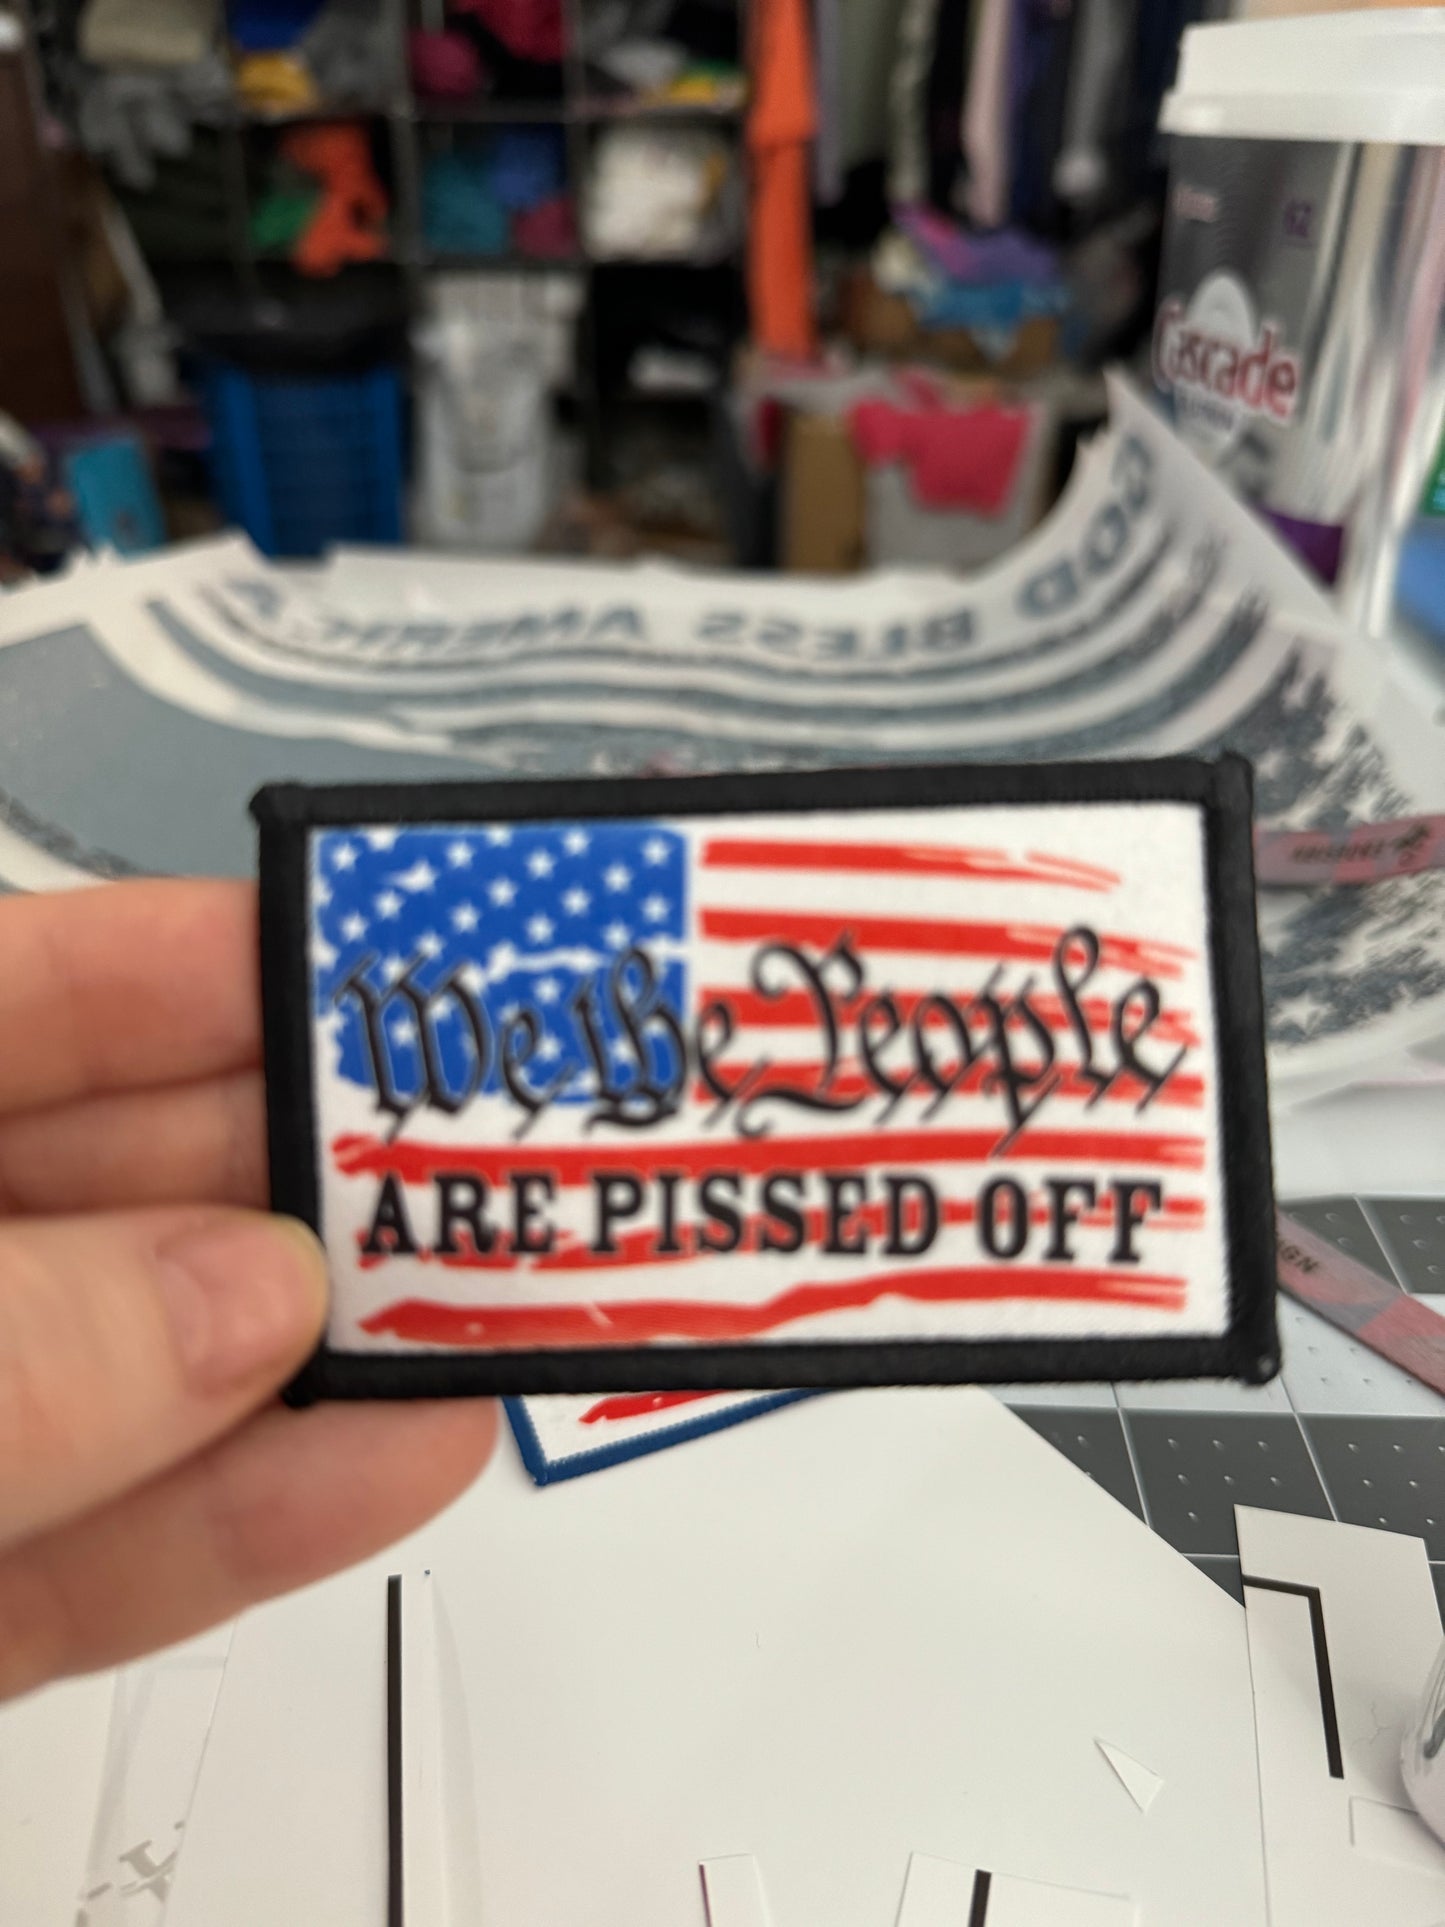 Cascade
GOD BLESS AMERICA
We the People
ARE PISSED OFF